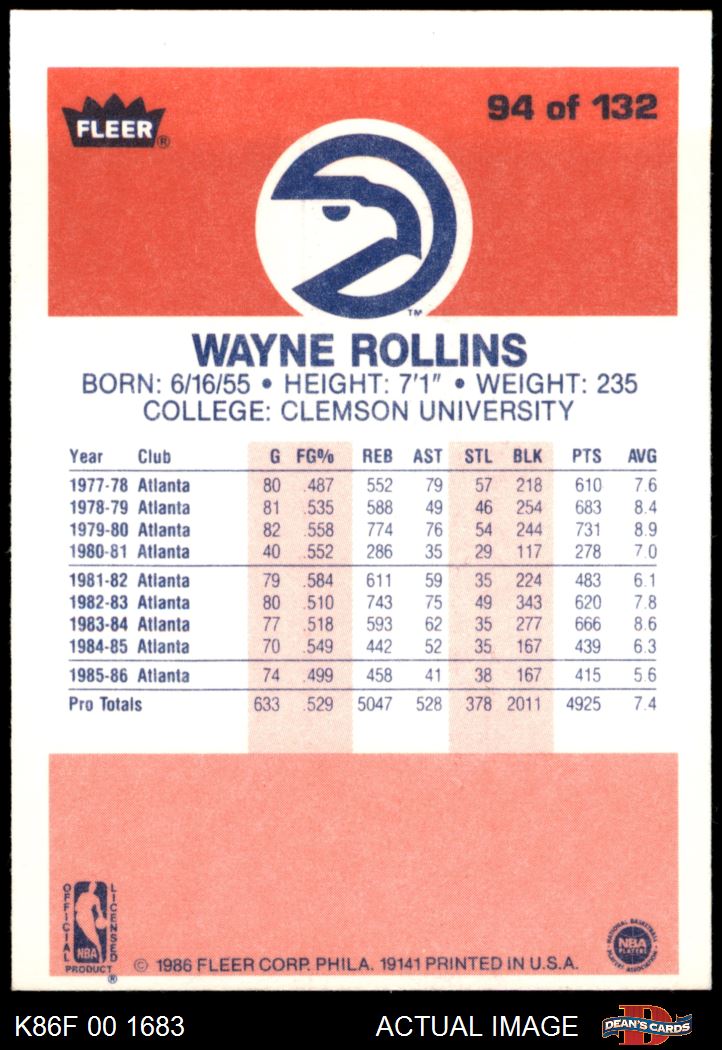 FLEER®
94 of 132
TM
WAYNE ROLLINS
BORN: 6/16/55 • HEIGHT: 7'1" • WEIGHT: 235
COLLEGE: CLEMSON UNIVERSITY
Year Club G FG% REB AST STL BLK PTS AVG
1977-78 Atlanta 80 .487 552 79 57 218 610 7.6
1978-79 Atlanta 81 .535 588 49 46 254 683 8.4
1979-80 Atlanta 82 .558 774 76 54 244 731 8.9
1980-81 Atlanta 40 .552 286 35 29 117 278 7.0
1981-82 Atlanta 79 .584 611 59 35 224 483 6.1
1982-83 Atlanta 80 .510 743 75 49 343 620 7.8
1983-84 Atlanta 77 .518 593 62 35 277 666 8.6
1984-85 Atlanta 70 .549 442 52 35 167 439 6.3
1985-86 Atlanta 74 .499 458 41 38 167 415 5.6
Pro Totals 633 .529 5047 528 378 2011 4925 7.4
OFFICIAL LICENSED
NBA
PRODUCT®
© 1986 FLEER CORP. PHILA. 19141 PRINTED IN U.S.A.
NATIONAL BASKETBALL
NBA
PLAYERS
PLAYERS ASSOCIATION
K86F 00 1683
ACTUAL IMAGE
D
DEAN'S CARDS